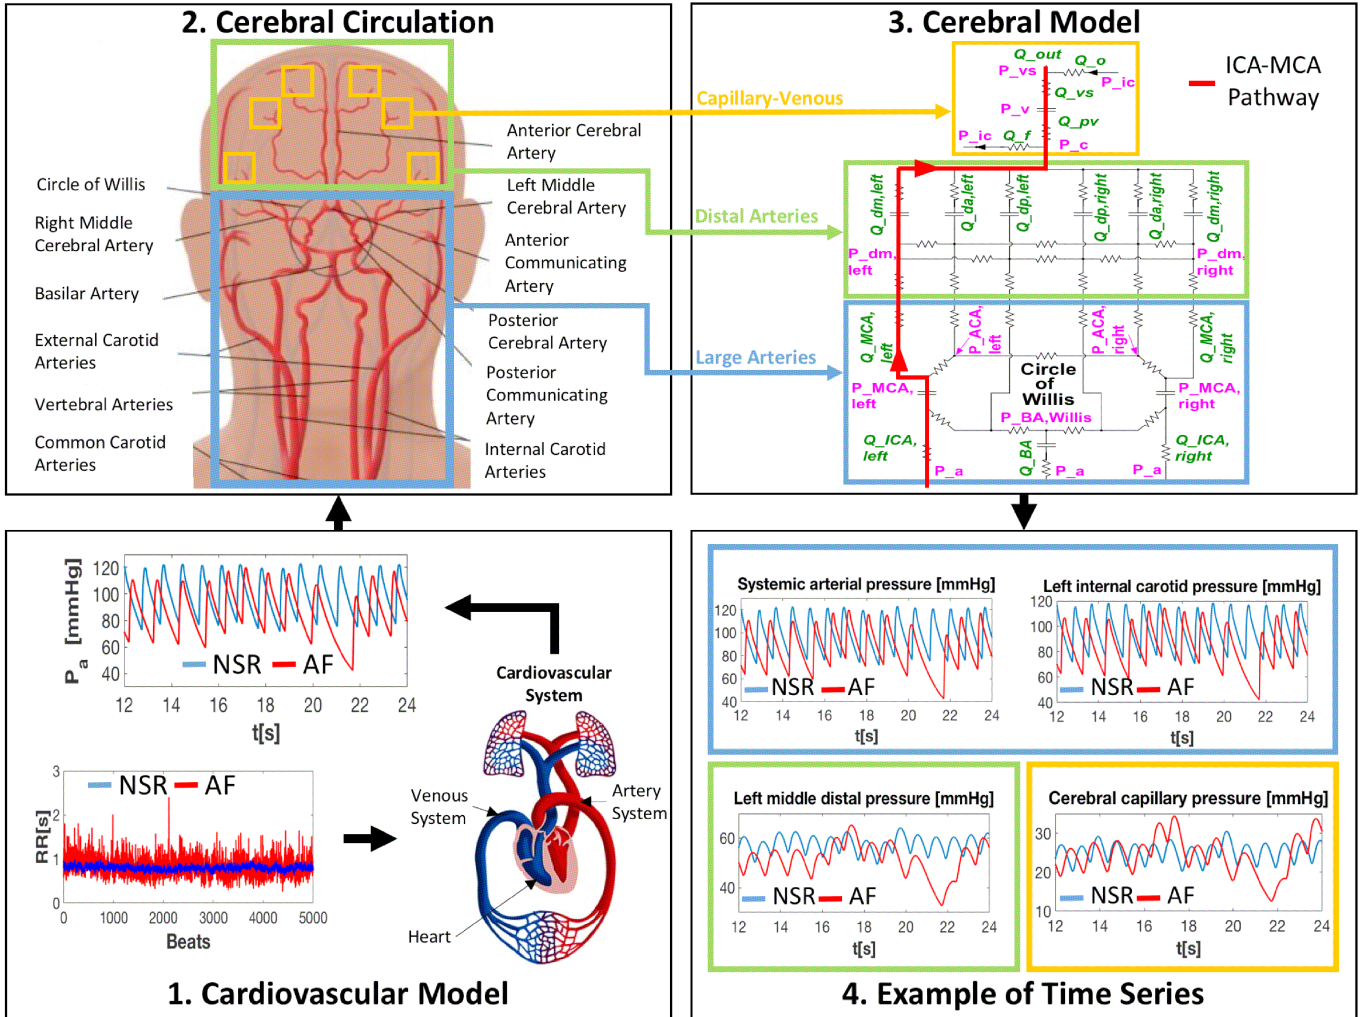 2. Cerebral Circulation
Anterior Cerebral
Artery
Circle of Willis
Left Middle
Cerebral Artery
Right Middle
Cerebral Artery
Anterior
Communicating
Artery
Basilar Artery
Posterior
Cerebral Artery
External Carotid
Arteries
Posterior
Communicating
Artery
Vertebral Arteries
Common Carotid
Arteries
Internal Carotid
Arteries
Capillary-Venous
Distal Arteries
Large Arteries
3. Cerebral Model
ICA-MCA
Pathway
Q_out
P_vs
Q_o
P_ic
Q_vs
P_v
Q_pv
P_ic
Q_f
P_c
Q_dm,left
Q_da,left
Q_dp,left
Q_dp,right
Q_da,right
Q_dm,right
P_dm,
left
P_dm,
right
Q_MCA,
left
P_ACA,
left
P_ACA,
right
Q_MCA,
right
P_MCA,
left
Circle
of
Willis
P_MCA,
right
P_BA,Willis
Q_ICA,
left
Q_BA
Q_ICA,
right
P_a
P_a
P_a
P_a [mmHg]
120
100
80
60
40
NSR
AF
12 14 16 18 20 22 24
t[s]
Cardiovascular
System
RR[s]
3
2
1
0
NSR
AF
0 1000 2000 3000 4000 5000
Beats
Venous
System
Artery
System
Heart
1. Cardiovascular Model
Systemic arterial pressure [mmHg]
120
100
80
60
40
NSR
AF
12 14 16 18 20 22 24
t[s]
Left internal carotid pressure [mmHg]
120
100
80
60
40
NSR
AF
12 14 16 18 20 22 24
t[s]
Left middle distal pressure [mmHg]
60
40
NSR
AF
12 14 16 18 20 22 24
t[s]
Cerebral capillary pressure [mmHg]
30
20
10
NSR
AF
12 14 16 18 20 22 24
t[s]
4. Example of Time Series